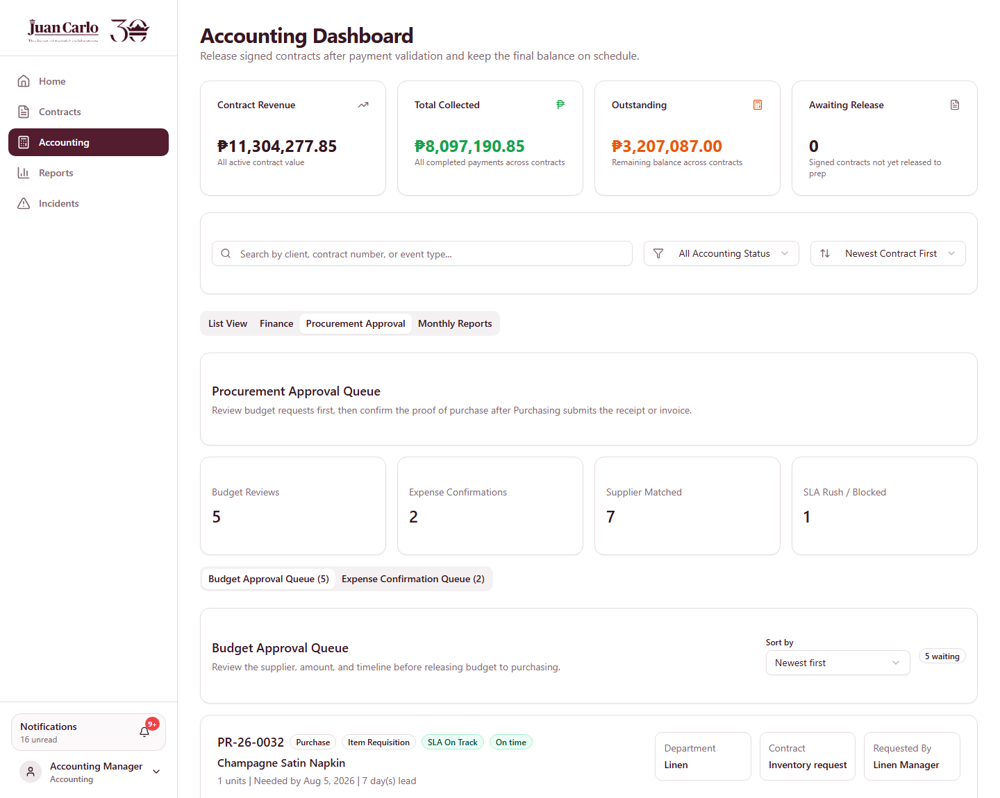 Juan Carlo 30
Home
Contracts
Accounting
Reports
Incidents
Notifications
16 unread
9+
Accounting Manager
Accounting
Accounting Dashboard
Release signed contracts after payment validation and keep the final balance on schedule.
Contract Revenue
₱11,304,277.85
All active contract value
Total Collected
₱8,097,190.85
All completed payments across contracts
Outstanding
₱3,207,087.00
Remaining balance across contracts
Awaiting Release
0
Signed contracts not yet released to
prep
Search by client, contract number, or event type...
All Accounting Status
Newest Contract First
List View Finance Procurement Approval Monthly Reports
Procurement Approval Queue
Review budget requests first, then confirm the proof of purchase after Purchasing submits the receipt or invoice.
Budget Reviews
5
Expense Confirmations
2
Supplier Matched
7
SLA Rush / Blocked
1
Budget Approval Queue (5) Expense Confirmation Queue (2)
Budget Approval Queue
Review the supplier, amount, and timeline before releasing budget to purchasing.
Sort by
Newest first
5 waiting
PR-26-0032 Purchase Item Requisition SLA On Track On time
Champagne Satin Napkin
1 units | Needed by Aug 5, 2026 | 7 day(s) lead
Department
Linen
Contract
Inventory request
Requested By
Linen Manager